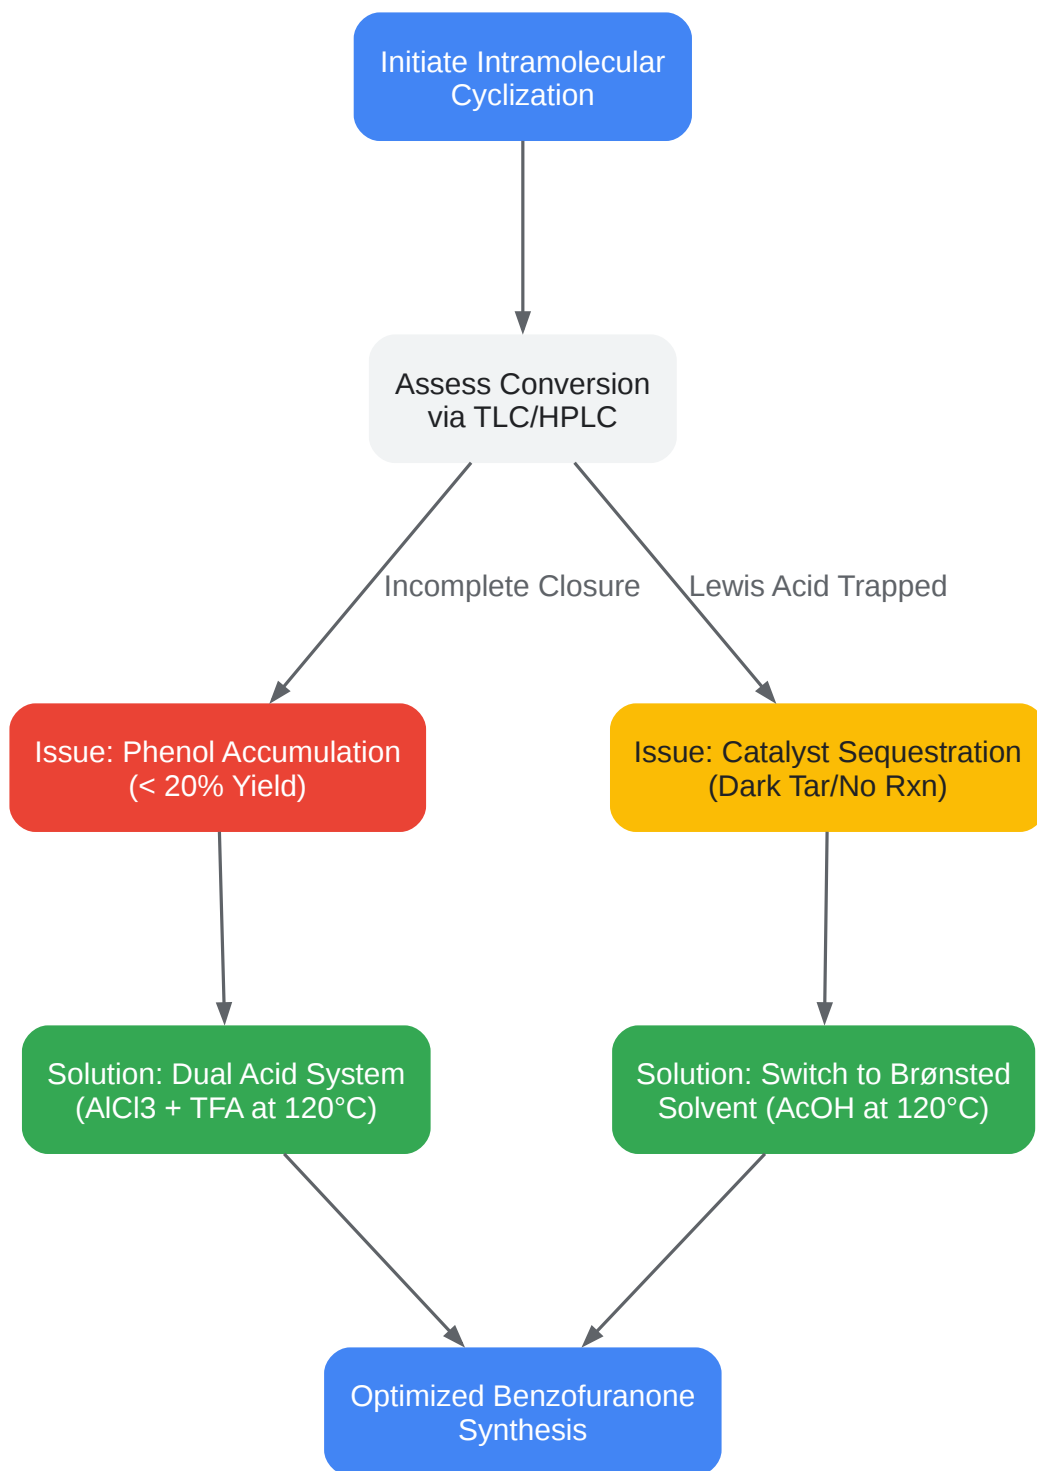 Initiate Intramolecular
Cyclization
Assess Conversion
via TLC/HPLC
Incomplete Closure
Lewis Acid Trapped
Issue: Phenol Accumulation
(< 20% Yield)
Issue: Catalyst Sequestration
(Dark Tar/No Rxn)
Solution: Dual Acid System
(AlCl3 + TFA at 120°C)
Solution: Switch to Brønsted
Solvent (AcOH at 120°C)
Optimized Benzofuranone
Synthesis